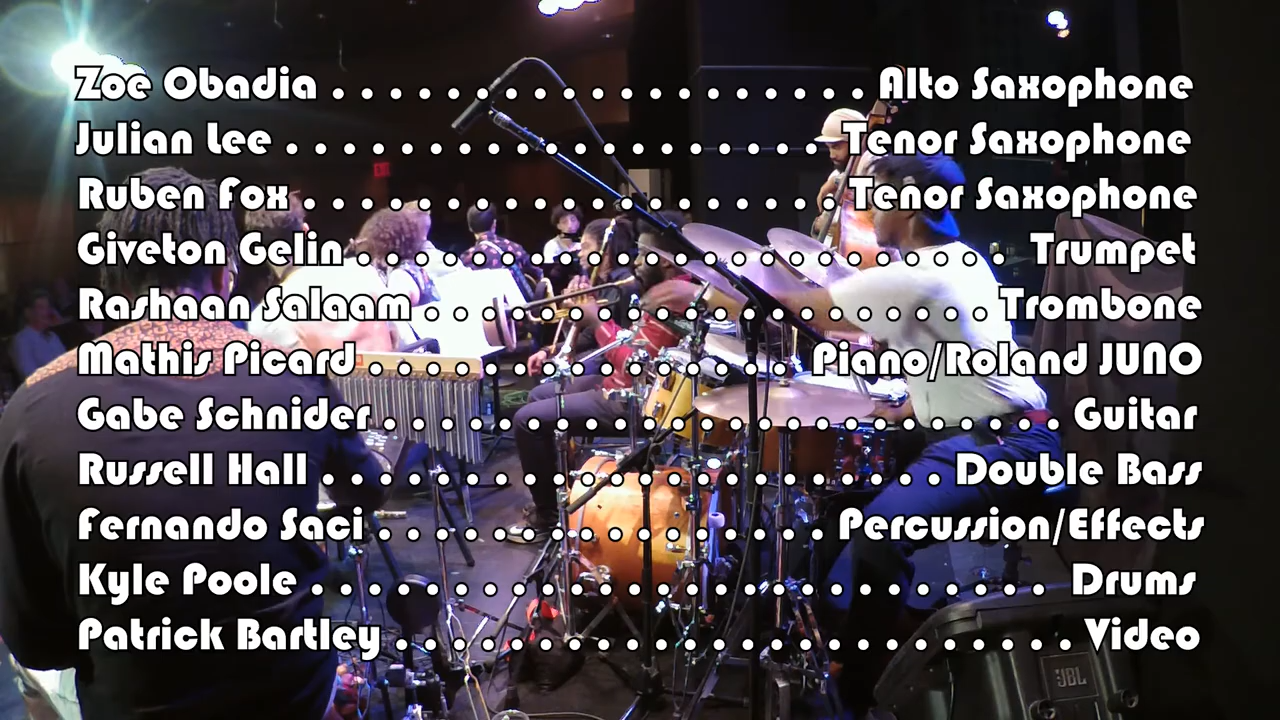 Zoe Obadia . . . . . . . . . . . . . . . . . . . Alto Saxophone
Julian Lee . . . . . . . . . . . . . . . . . . . Tenor Saxophone
Ruben Fox . . . . . . . . . . . . . . . . . . . Tenor Saxophone
Giveton Gelin . . . . . . . . . . . . . . . . . . . . . . . Trumpet
Rashaan Salaam . . . . . . . . . . . . . . . . . . . . Trombone
Mathis Picard . . . . . . . . . . . . . . . Piano/Roland JUNO
Gabe Schnider . . . . . . . . . . . . . . . . . . . . . . . . Guitar
Russell Hall . . . . . . . . . . . . . . . . . . . . . . Double Bass
Fernando Saci . . . . . . . . . . . . . . . . Percussion/Effects
Kyle Poole . . . . . . . . . . . . . . . . . . . . . . . . . . Drums
Patrick Bartley . . . . . . . . . . . . . . . . . . . . . . . . Video
JBL